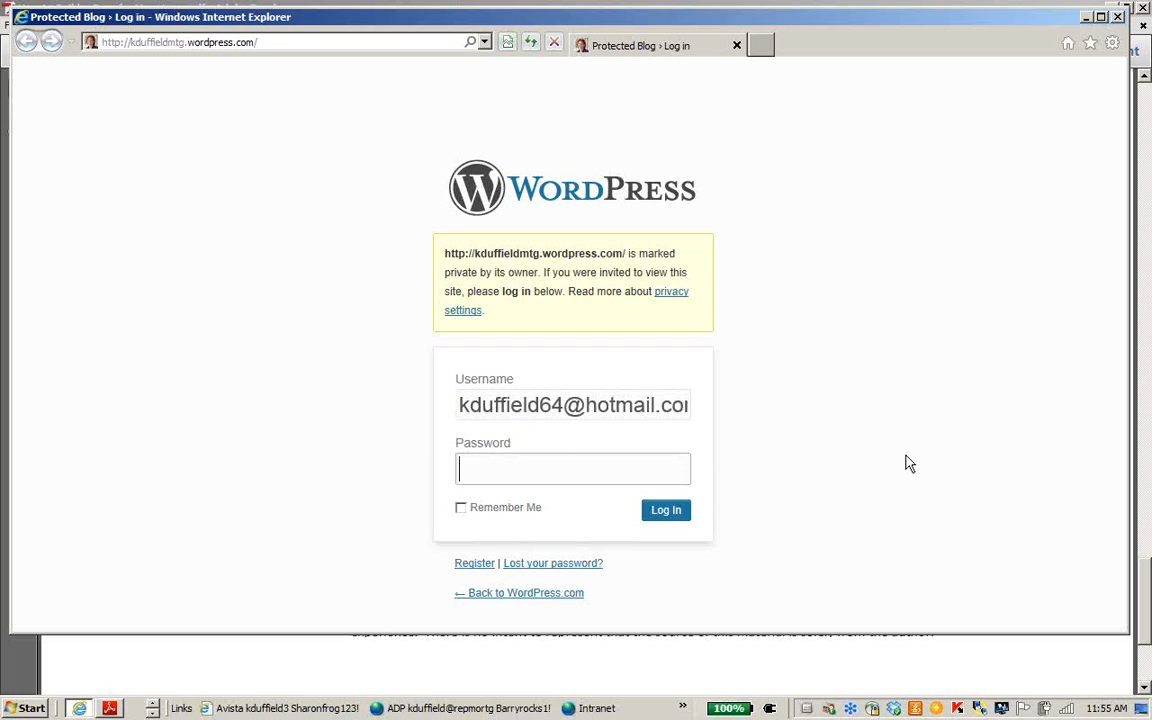 Protected Blog › Log in - Windows Internet Explorer
http://kduffieldmtg.wordpress.com/
Protected Blog › Log in
WORDPRESS
http://kduffieldmtg.wordpress.com/ is marked
private by its owner. If you were invited to view this
site, please log in below. Read more about privacy
settings.
Username
kduffield64@hotmail.co
Password
Remember Me
Log In
Register | Lost your password?
← Back to WordPress.com
Start
Links
Avista kduffield3 Sharonfrog123!
ADP kduffield@repmortg Barryrocks1!
Intranet
»
100%
11:55 AM